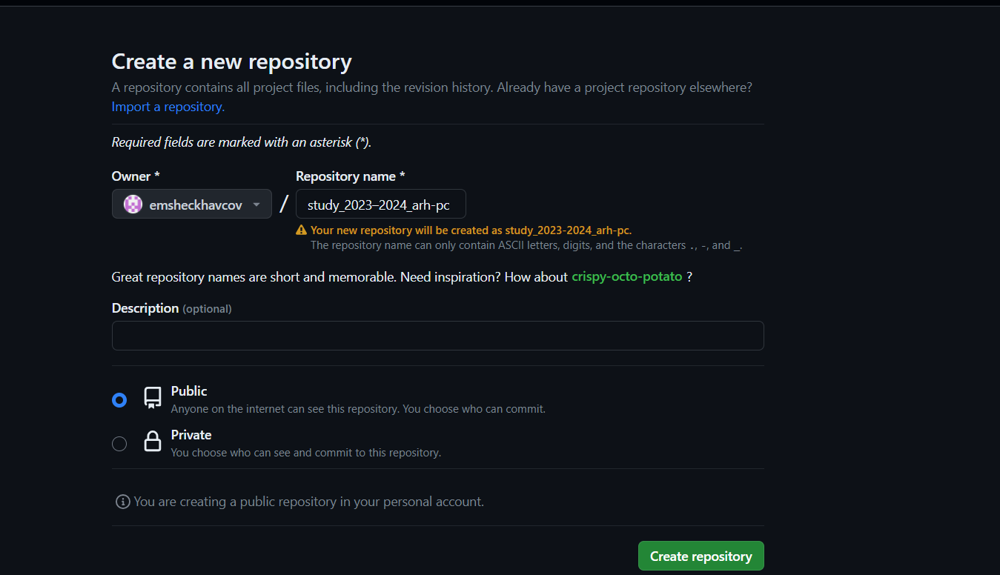 Create a new repository
A repository contains all project files, including the revision history. Already have a project repository elsewhere?
Import a repository.
Required fields are marked with an asterisk (*).
Owner *
Repository name *
emsheckhavcov
/
study_2023–2024_arh-pc
Your new repository will be created as study_2023-2024_arh-pc.
The repository name can only contain ASCII letters, digits, and the characters ., -, and _.
Great repository names are short and memorable. Need inspiration? How about crispy-octo-potato ?
Description (optional)
Public
Anyone on the internet can see this repository. You choose who can commit.
Private
You choose who can see and commit to this repository.
You are creating a public repository in your personal account.
Create repository